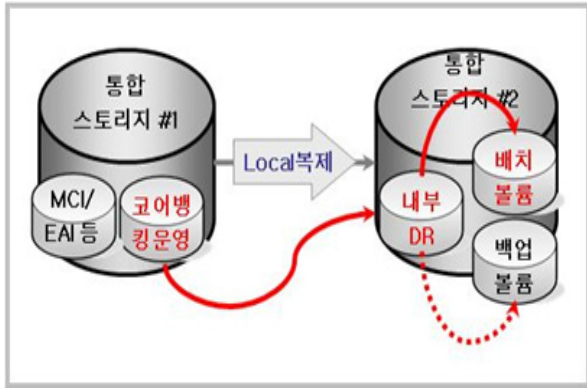 통합
스토리지 #1
통합
스토리지 #2
Local복제
MCI/
EAI 등
코어뱅
킹문영
내부
DR
배치
볼륨
백업
볼륨